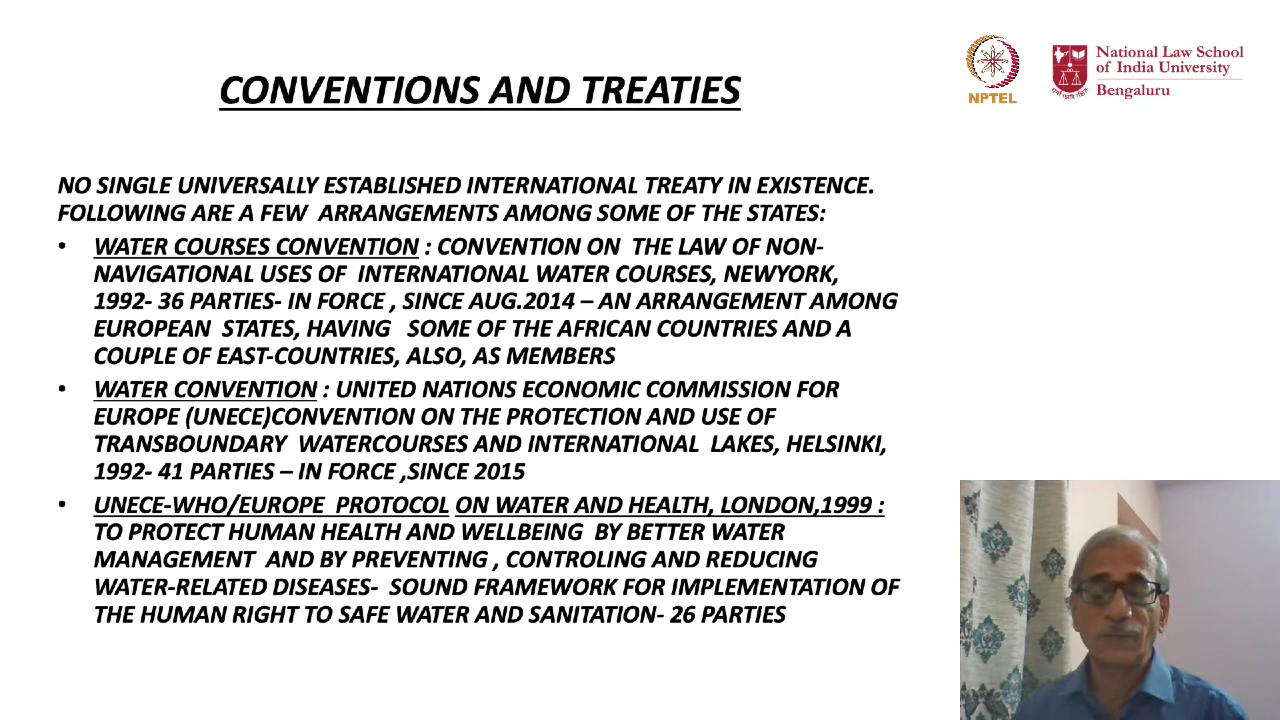 CONVENTIONS AND TREATIES
NPTEL
National Law School
of India University
Bengaluru
NO SINGLE UNIVERSALLY ESTABLISHED INTERNATIONAL TREATY IN EXISTENCE.
FOLLOWING ARE A FEW ARRANGEMENTS AMONG SOME OF THE STATES:
• WATER COURSES CONVENTION : CONVENTION ON THE LAW OF NON-
NAVIGATIONAL USES OF INTERNATIONAL WATER COURSES, NEWYORK,
1992- 36 PARTIES- IN FORCE , SINCE AUG.2014 – AN ARRANGEMENT AMONG
EUROPEAN STATES, HAVING SOME OF THE AFRICAN COUNTRIES AND A
COUPLE OF EAST-COUNTRIES, ALSO, AS MEMBERS
• WATER CONVENTION : UNITED NATIONS ECONOMIC COMMISSION FOR
EUROPE (UNECE)CONVENTION ON THE PROTECTION AND USE OF
TRANSBOUNDARY WATERCOURSES AND INTERNATIONAL LAKES, HELSINKI,
1992- 41 PARTIES – IN FORCE ,SINCE 2015
• UNECE-WHO/EUROPE PROTOCOL ON WATER AND HEALTH, LONDON,1999 :
TO PROTECT HUMAN HEALTH AND WELLBEING BY BETTER WATER
MANAGEMENT AND BY PREVENTING , CONTROLING AND REDUCING
WATER-RELATED DISEASES- SOUND FRAMEWORK FOR IMPLEMENTATION OF
THE HUMAN RIGHT TO SAFE WATER AND SANITATION- 26 PARTIES